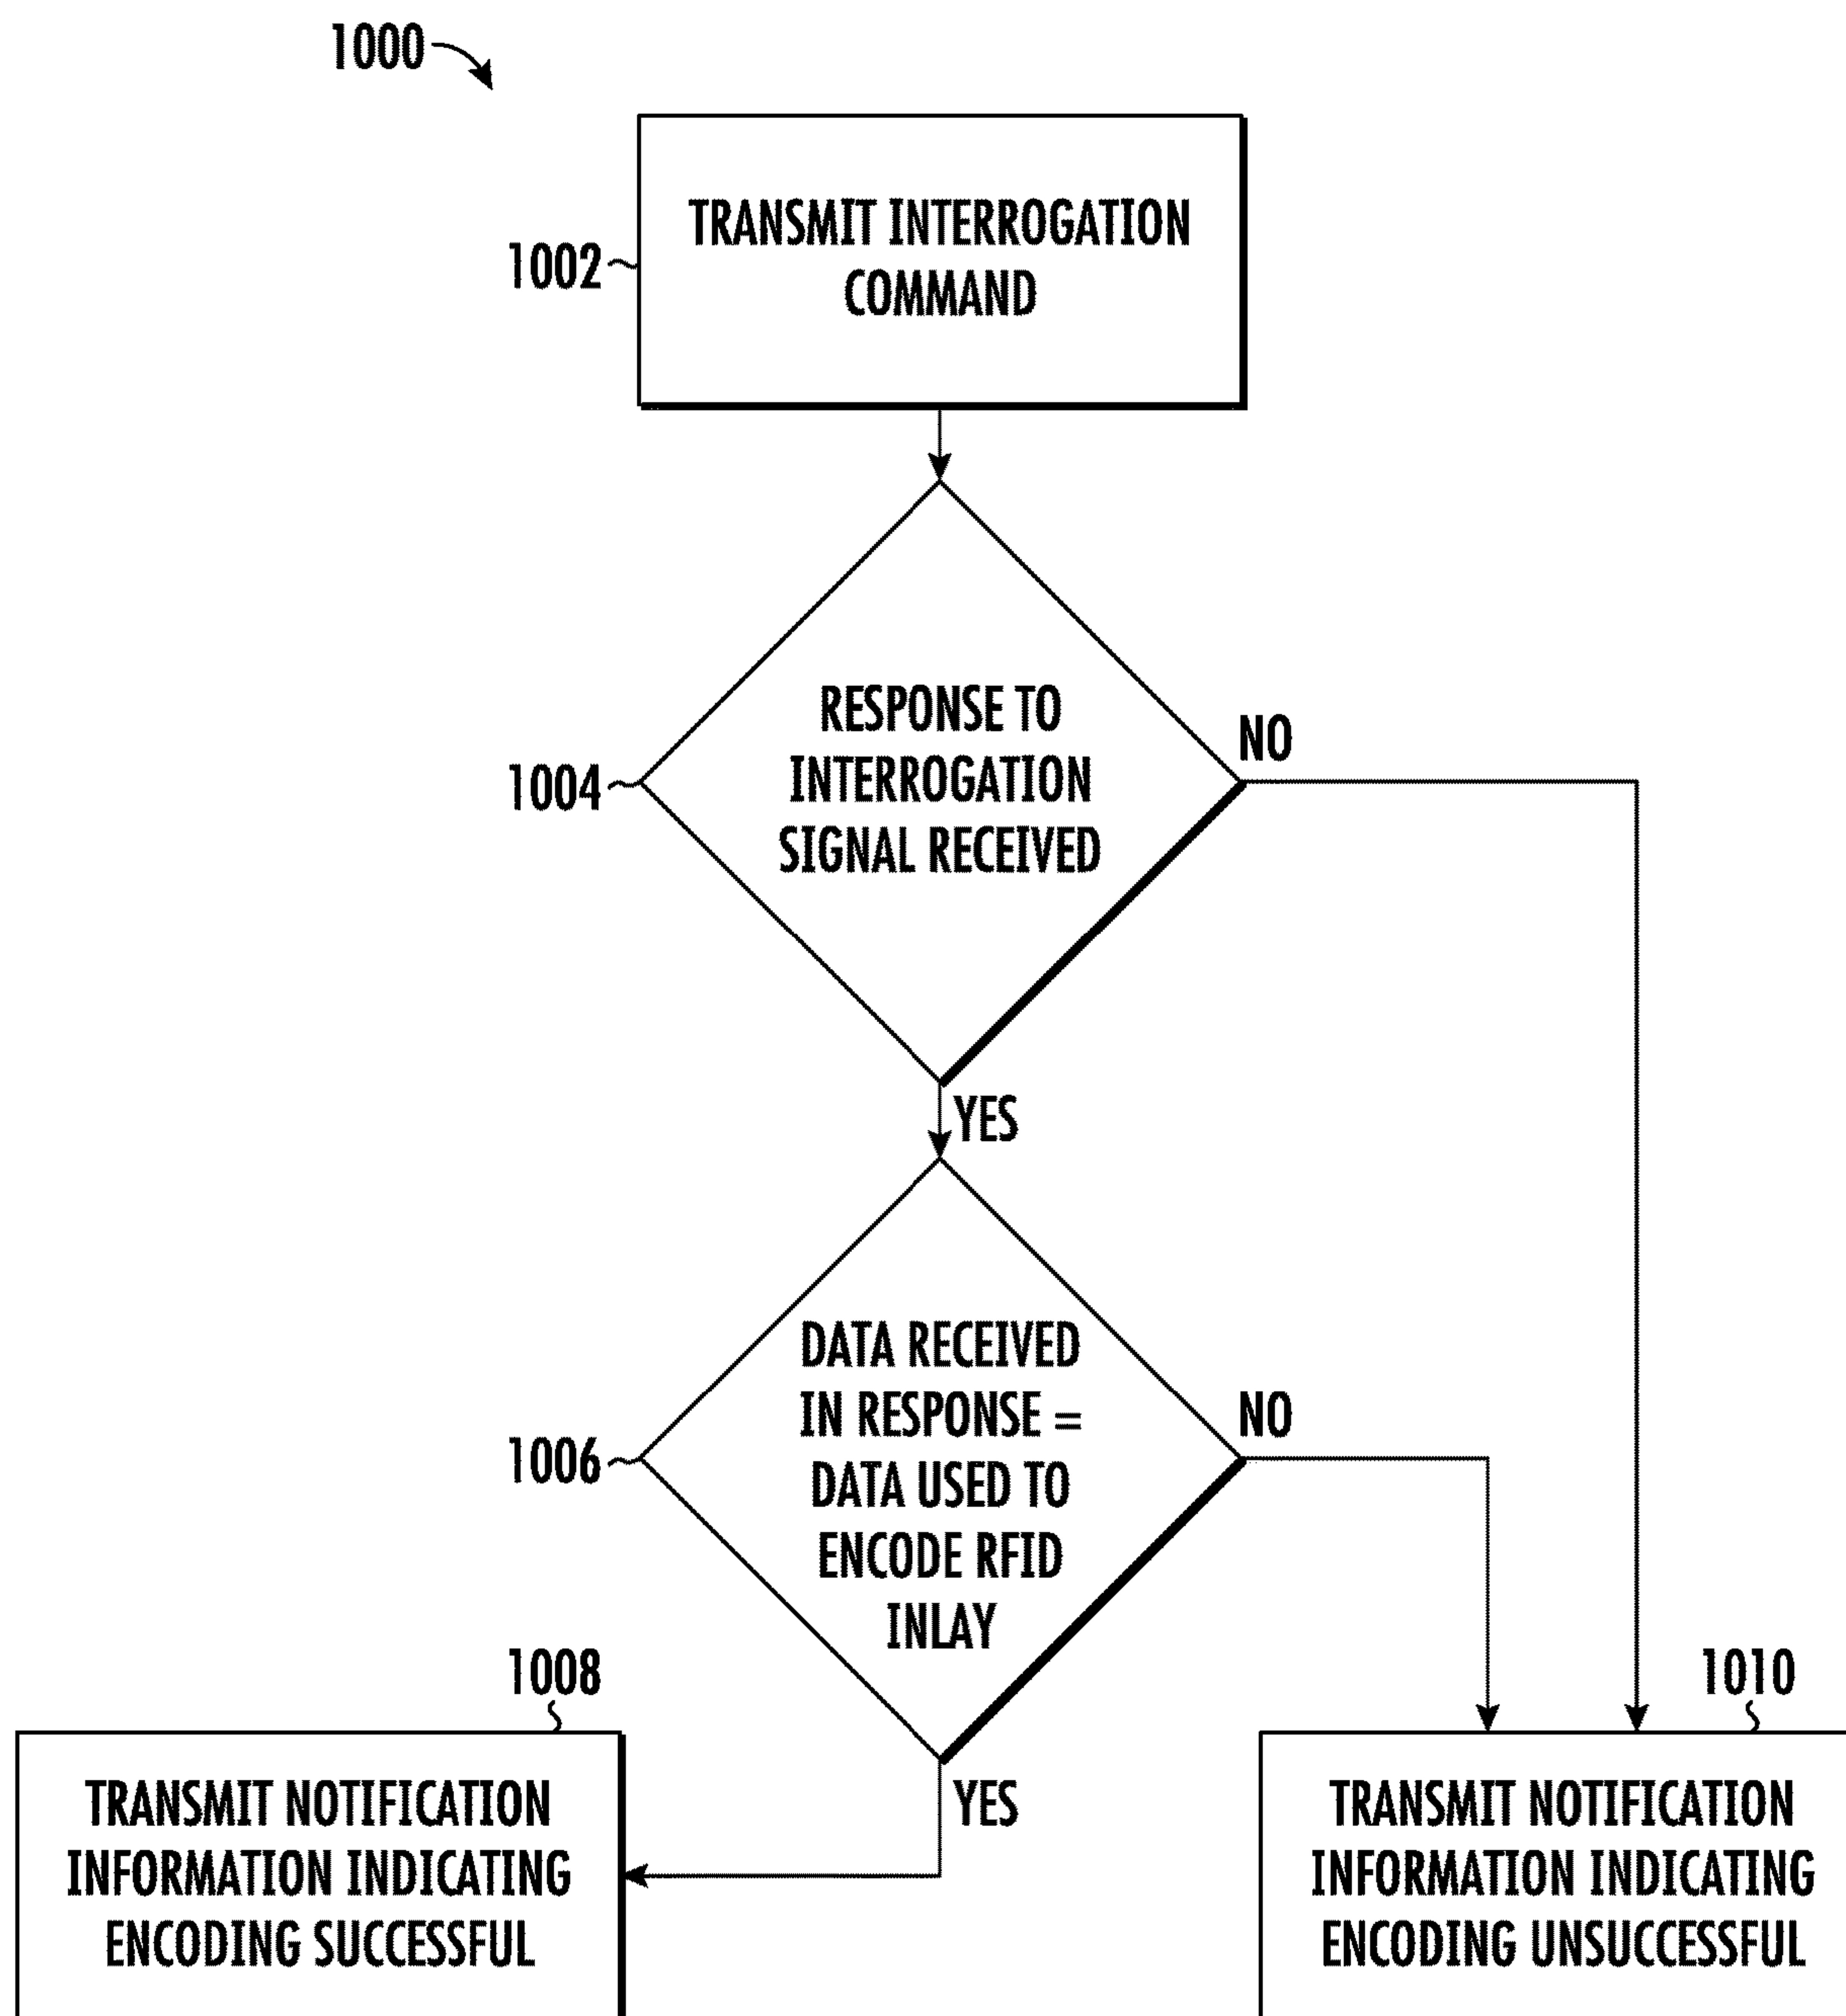 1000
TRANSMIT INTERROGATION
COMMAND
1002
RESPONSE TO
INTERROGATION
SIGNAL RECEIVED
1004
NO
YES
DATA RECEIVED
IN RESPONSE =
DATA USED TO
ENCODE RFID
INLAY
1006
NO
YES
1008
TRANSMIT NOTIFICATION
INFORMATION INDICATING
ENCODING SUCCESSFUL
1010
TRANSMIT NOTIFICATION
INFORMATION INDICATING
ENCODING UNSUCCESSFUL